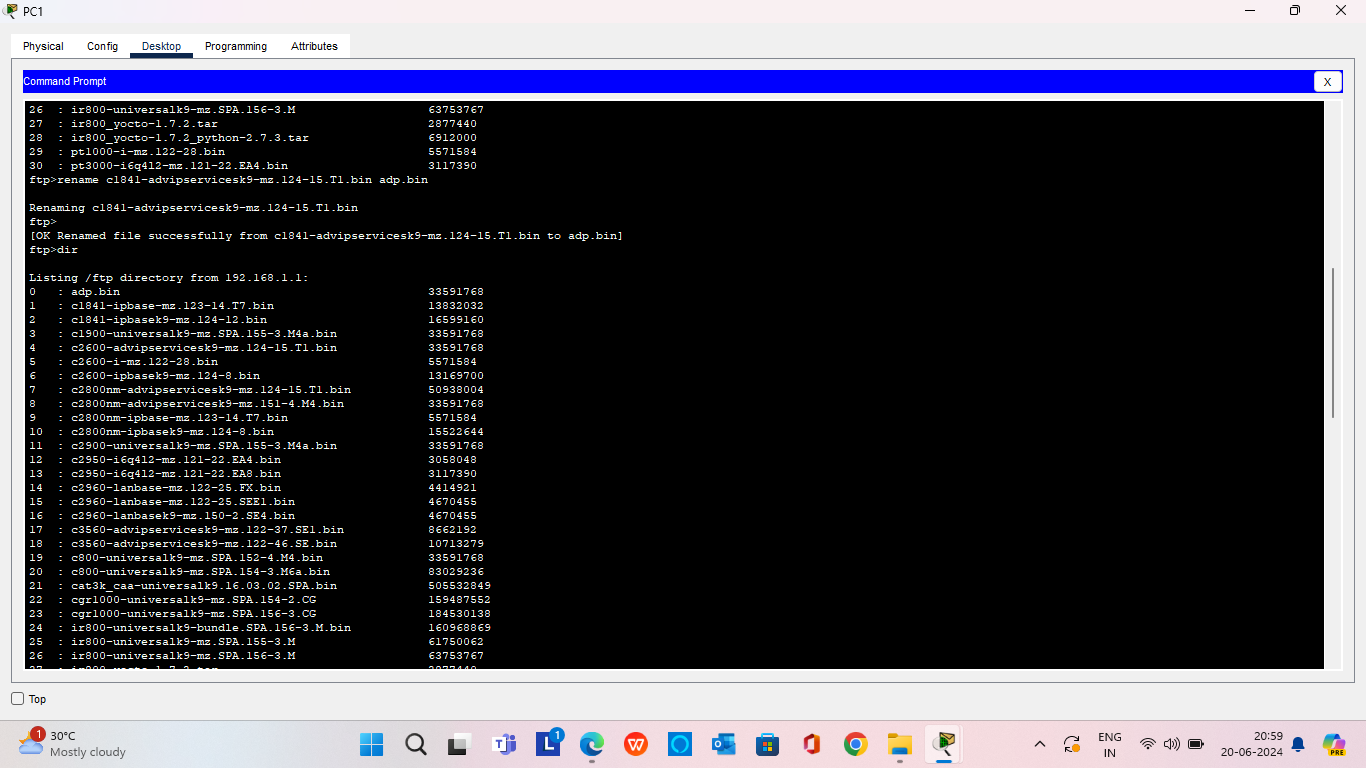 PC1
Physical Config Desktop Programming Attributes
Command Prompt
X
26 : ir800-universalk9-mz.SPA.156-3.M 63753767
27 : ir800_yocto-1.7.2.tar 2877440
28 : ir800_yocto-1.7.2_python-2.7.3.tar 6912000
29 : pt1000-i-mz.122-28.bin 5571584
30 : pt3000-i6q4l2-mz.121-22.EA4.bin 3117390
ftp>rename c1841-advipservicesk9-mz.124-15.T1.bin adp.bin
Renaming c1841-advipservicesk9-mz.124-15.T1.bin
ftp>
[OK Renamed file successfully from c1841-advipservicesk9-mz.124-15.T1.bin to adp.bin]
ftp>dir
Listing /ftp directory from 192.168.1.1:
0 : adp.bin 33591768
1 : c1841-ipbase-mz.123-14.T7.bin 13832032
2 : c1841-ipbasek9-mz.124-12.bin 16599160
3 : c1900-universalk9-mz.SPA.155-3.M4a.bin 33591768
4 : c2600-advipservicesk9-mz.124-15.T1.bin 33591768
5 : c2600-i-mz.122-28.bin 5571584
6 : c2600-ipbasek9-mz.124-8.bin 13169700
7 : c2800nm-advipservicesk9-mz.124-15.T1.bin 50938004
8 : c2800nm-advipservicesk9-mz.151-4.M4.bin 33591768
9 : c2800nm-ipbase-mz.123-14.T7.bin 5571584
10 : c2800nm-ipbasek9-mz.124-8.bin 15522644
11 : c2900-universalk9-mz.SPA.155-3.M4a.bin 33591768
12 : c2950-i6q4l2-mz.121-22.EA4.bin 3058048
13 : c2950-i6q4l2-mz.121-22.EA8.bin 3117390
14 : c2960-lanbase-mz.122-25.FX.bin 4414921
15 : c2960-lanbase-mz.122-25.SEE1.bin 4670455
16 : c2960-lanbasek9-mz.150-2.SE4.bin 4670455
17 : c3560-advipservicesk9-mz.122-37.SE1.bin 8662192
18 : c3560-advipservicesk9-mz.122-46.SE.bin 10713279
19 : c800-universalk9-mz.SPA.152-4.M4.bin 33591768
20 : c800-universalk9-mz.SPA.154-3.M6a.bin 83029236
21 : cat3k_caa-universalk9.16.03.02.SPA.bin 505532849
22 : cgr1000-universalk9-mz.SPA.154-2.CG 159487552
23 : cgr1000-universalk9-mz.SPA.156-3.CG 184530138
24 : ir800-universalk9-bundle.SPA.156-3.M.bin 160968869
25 : ir800-universalk9-mz.SPA.155-3.M 61750062
26 : ir800-universalk9-mz.SPA.156-3.M 63753767
27 : ir800_yocto-1.7.2.tar 2877440
Top
1
30°C
Mostly cloudy
1
ENG
IN
20:59
20-06-2024
PRE